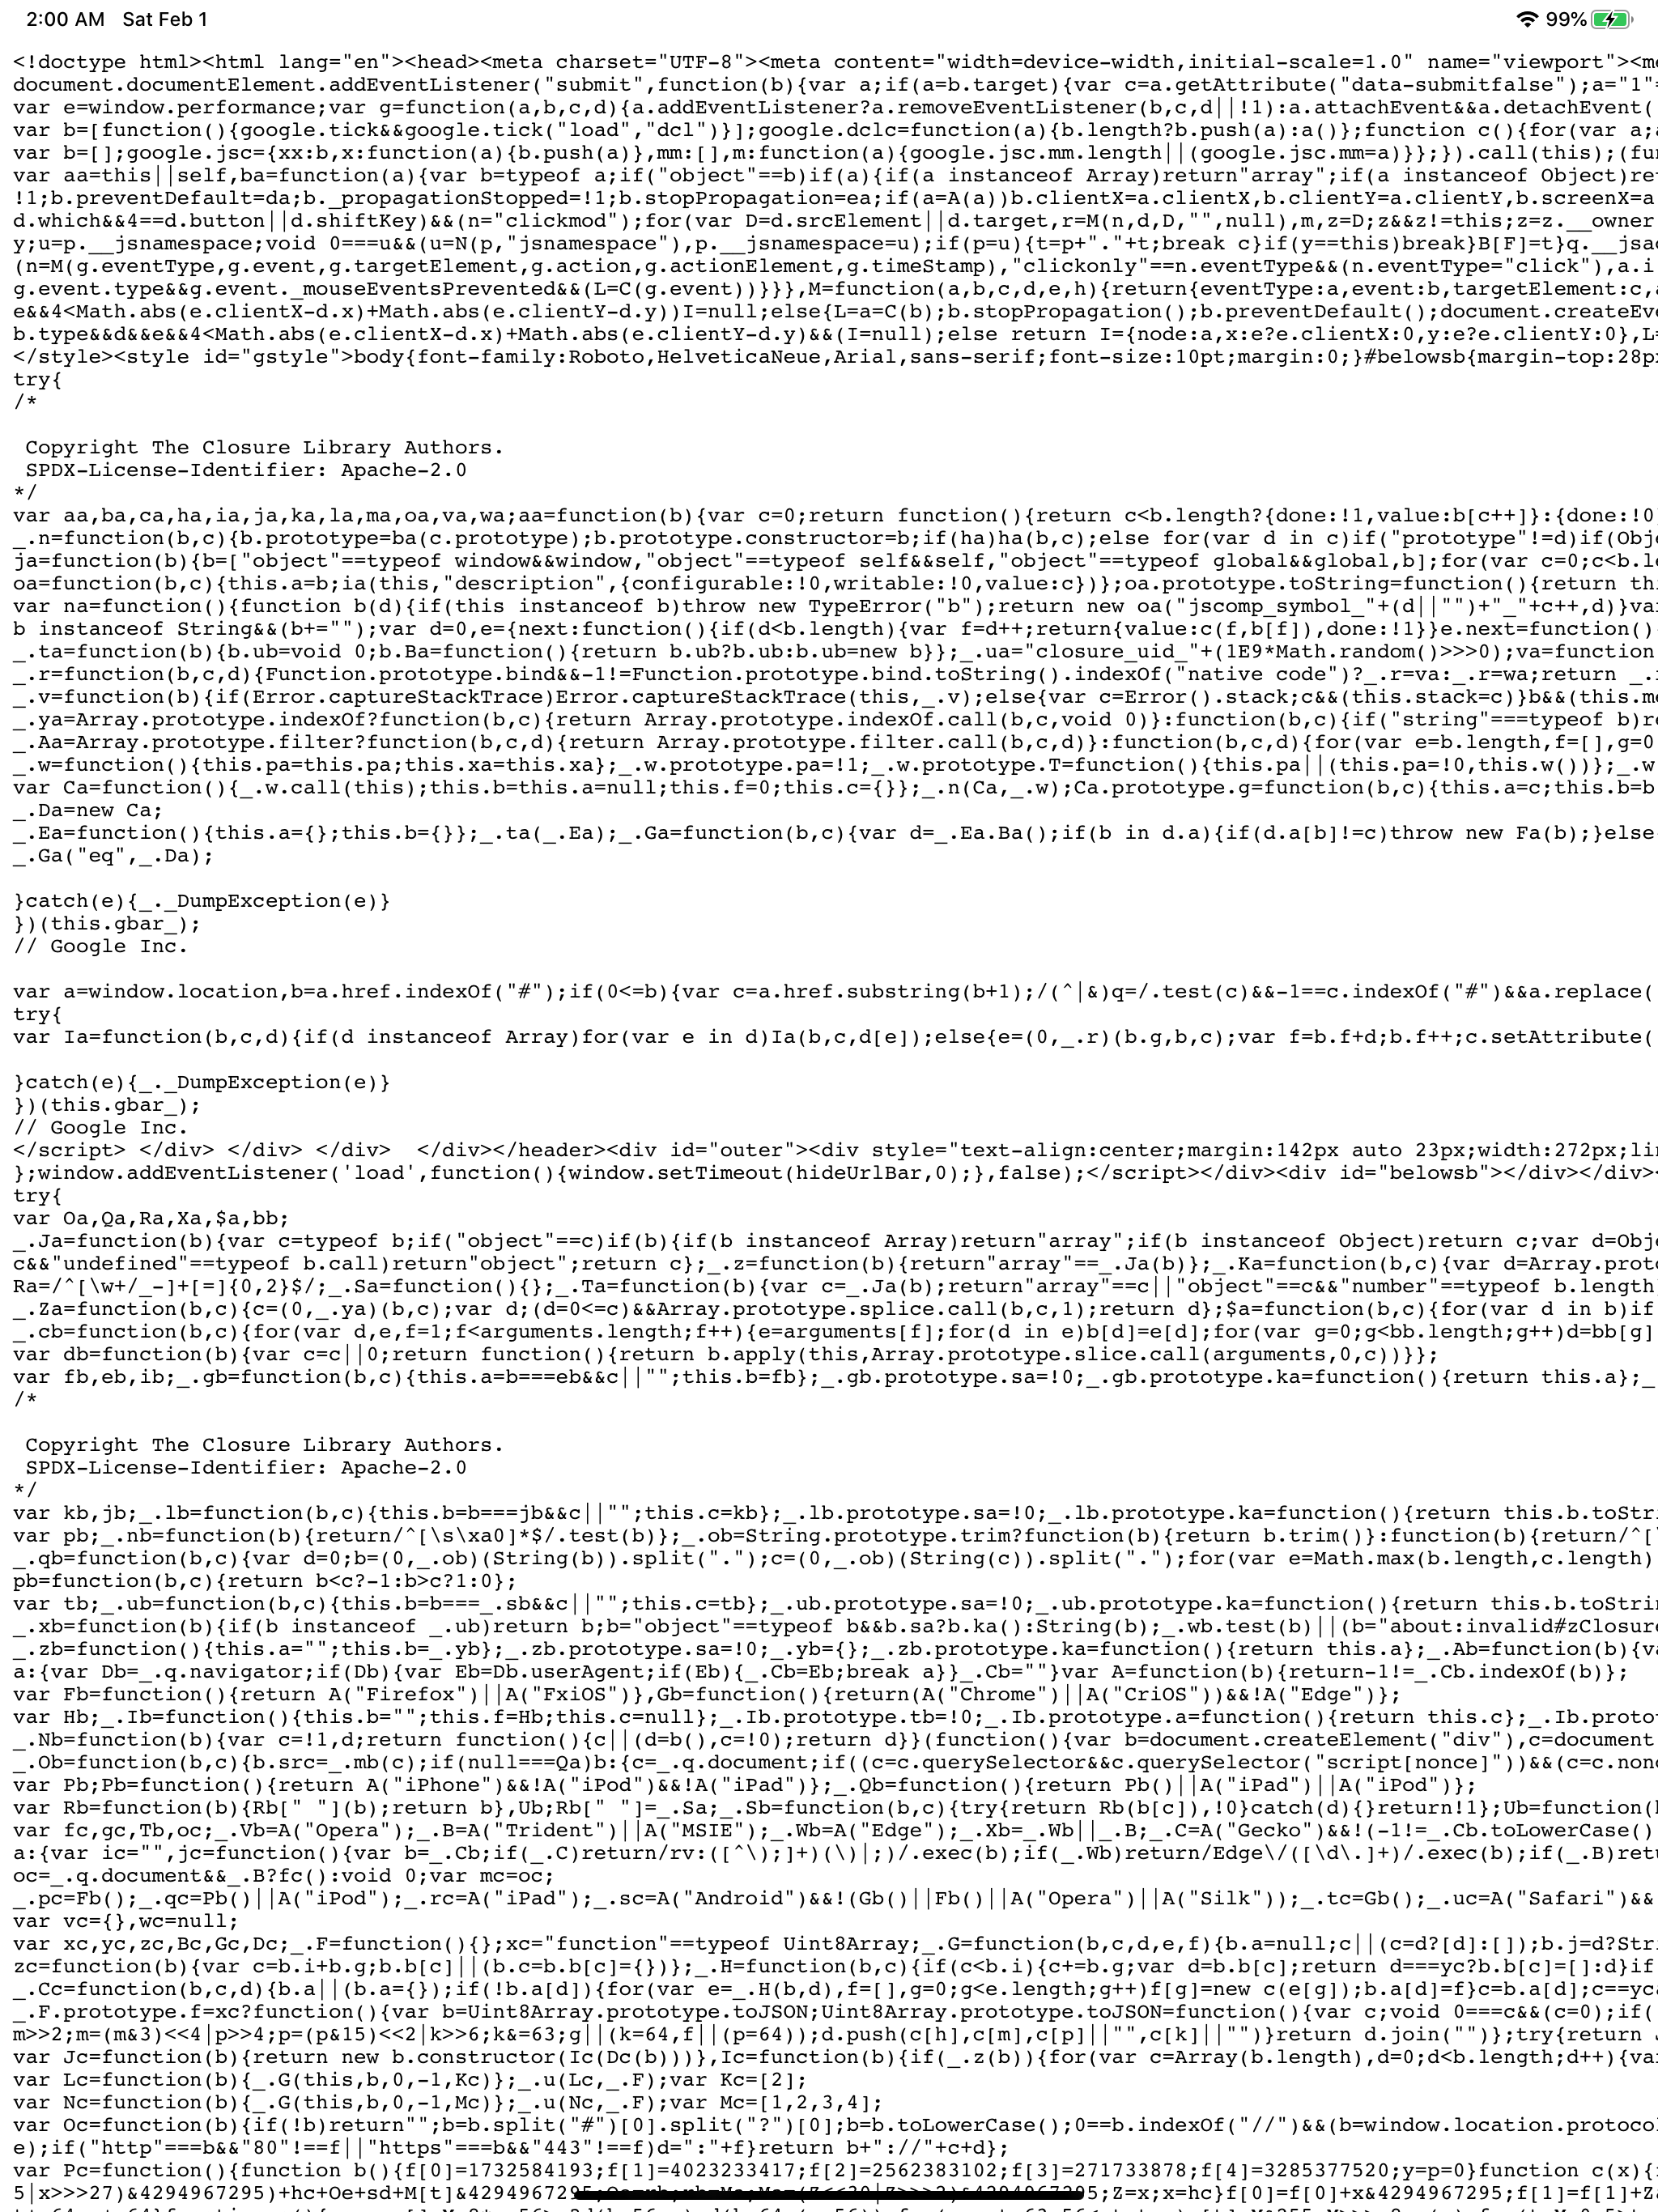 2:00 AM Sat Feb 1
99%
<!doctype html><html lang="en"><head><meta charset="UTF-8"><meta content="width=device-width,initial-scale=1.0" name="viewport"><me
document.documentElement.addEventListener("submit",function(b){var a;if(a=b.target){var c=a.getAttribute("data-submitfalse");a="1"=
var e=window.performance;var g=function(a,b,c,d){a.addEventListener?a.removeEventListener(b,c,d||!1):a.attachEvent&&a.detachEvent(
var b=[function(){google.tick&&google.tick("load","dcl")}];google.dclc=function(a){b.length?b.push(a):a()};function c(){for(var a;a
var b=[];google.jsc={xx:b,x:function(a){b.push(a)},mm:[],m:function(a){google.jsc.mm.length||(google.jsc.mm=a)}};}).call(this);(fun
var aa=this||self,ba=function(a){var b=typeof a;if("object"==b)if(a){if(a instanceof Array)return"array";if(a instanceof Object)ret
!1;b.preventDefault=da;b._propagationStopped=!1;b.stopPropagation=ea;if(a=A(a))b.clientX=a.clientX,b.clientY=a.clientY,b.screenX=a
d.which&&4==d.button||d.shiftKey)&&(n="clickmod");for(var D=d.srcElement||d.target,r=M(n,d,D,"",null),m,z=D;z&&z!=this;z=z.__owner
y;u=p.__jsnamespace;void 0===u&&(u=N(p,"jsnamespace"),p.__jsnamespace=u);if(p=u){t=p+"."+t;break c}if(y==this)break}B[F]=t}q.__jsac
(n=M(g.eventType,g.event,g.targetElement,g.action,g.actionElement,g.timeStamp),"clickonly"==n.eventType&&(n.eventType="click"),a.i
g.event.type&&g.event._mouseEventsPrevented&&(L=C(g.event))}}}},M=function(a,b,c,d,e,h){return{eventType:a,event:b,targetElement:c,a
e&&4<Math.abs(e.clientX-d.x)+Math.abs(e.clientY-d.y))I=null;else{L=a=C(b);b.stopPropagation();b.preventDefault();document.createEve
b.type&&d&&e&&4<Math.abs(e.clientX-d.x)+Math.abs(e.clientY-d.y)&&(I=null);else return I={node:a,x:e?e.clientX:0,y:e?e.clientY:0},L=
</style><style id="gstyle">body{font-family:Roboto,HelveticaNeue,Arial,sans-serif;font-size:10pt;margin:0;}#belowsb{margin-top:28px
try{
/*
Copyright The Closure Library Authors.
SPDX-License-Identifier: Apache-2.0
*/
var aa,ba,ca,ha,ia,ja,ka,la,ma,oa,va,wa;aa=function(b){var c=0;return function(){return c<b.length?{done:!1,value:b[c++]}:{done:!0}
_.n=function(b,c){b.prototype=ba(c.prototype);b.prototype.constructor=b;if(ha)ha(b,c);else for(var d in c)if("prototype"!=d)if(Obje
ja=function(b){b=["object"==typeof window&&window,"object"==typeof self&&self,"object"==typeof global&&global,b];for(var c=0;c<b.le
oa=function(b,c){this.a=b;ia(this,"description",{configurable:!0,writable:!0,value:c})};oa.prototype.toString=function(){return thi
var na=function(){function b(d){if(this instanceof b)throw new TypeError("b");return new oa("jscomp_symbol_"+(d||"")+"_"+c++,d)}var
b instanceof String&&(b+="");var d=0,e={next:function(){if(d<b.length){var f=d++;return{value:c(f,b[f]),done:!1}}e.next=function()
_.ta=function(b){b.ub=void 0;b.Ba=function(){return b.ub?b.ub:b.ub=new b}};_.ua="closure_uid_"+(1E9*Math.random()>>>0);va=function
_.r=function(b,c,d){Function.prototype.bind&&-1!=Function.prototype.bind.toString().indexOf("native code")?_.r=va:_.r=wa;return _.
_.v=function(b){if(Error.captureStackTrace)Error.captureStackTrace(this,_.v);else{var c=Error().stack;c&&(this.stack=c)}b&&(this.me
_.ya=Array.prototype.indexOf?function(b,c){return Array.prototype.indexOf.call(b,c,void 0)}:function(b,c){if("string"===typeof b)re
_.Aa=Array.prototype.filter?function(b,c,d){return Array.prototype.filter.call(b,c,d)}:function(b,c,d){for(var e=b.length,f=[],g=0
_.w=function(){this.pa=this.pa;this.xa=this.xa};_.w.prototype.pa=!1;_.w.prototype.T=function(){this.pa||(this.pa=!0,this.w())};_.w
var Ca=function(){_.w.call(this);this.b=this.a=null;this.f=0;this.c={}};_.n(Ca,_.w);Ca.prototype.g=function(b,c){this.a=c;this.b=b
_.Da=new Ca;
_.Ea=function(){this.a={};this.b={}};_.ta(_.Ea);_.Ga=function(b,c){var d=_.Ea.Ba();if(b in d.a){if(d.a[b]!=c)throw new Fa(b);}else
_.Ga("eq",_.Da);
}catch(e){_._DumpException(e)}
})(this.gbar_);
// Google Inc.
var a=window.location,b=a.href.indexOf("#");if(0<=b){var c=a.href.substring(b+1);/(^|&)q=/.test(c)&&-1==c.indexOf("#")&&a.replace(
try{
var Ia=function(b,c,d){if(d instanceof Array)for(var e in d)Ia(b,c,d[e]);else{e=(0,_.r)(b.g,b,c);var f=b.f+d;b.f++;c.setAttribute(
}catch(e){_._DumpException(e)}
})(this.gbar_);
// Google Inc.
</script> </div> </div> </div>  </div></header><div id="outer"><div style="text-align:center;margin:142px auto 23px;width:272px;lin
};window.addEventListener('load',function(){window.setTimeout(hideUrlBar,0);},false);</script></div><div id="belowsb"></div></div><
try{
var Oa,Qa,Ra,Xa,$a,bb;
_.Ja=function(b){var c=typeof b;if("object"==c)if(b){if(b instanceof Array)return"array";if(b instanceof Object)return c;var d=Obje
c&&"undefined"==typeof b.call)return"object";return c};_.z=function(b){return"array"==_.Ja(b)};_.Ka=function(b,c){var d=Array.proto
Ra=/^[\w+/_-]+[=]{0,2}$/;_.Sa=function(){};_.Ta=function(b){var c=_.Ja(b);return"array"==c||"object"==c&&"number"==typeof b.length}
_.Za=function(b,c){c=(0,_.ya)(b,c);var d;(d=0<=c)&&Array.prototype.splice.call(b,c,1);return d};$a=function(b,c){for(var d in b)if
_.cb=function(b,c){for(var d,e,f=1;f<arguments.length;f++){e=arguments[f];for(d in e)b[d]=e[d];for(var g=0;g<bb.length;g++)d=bb[g]
var db=function(b){var c=c||0;return function(){return b.apply(this,Array.prototype.slice.call(arguments,0,c))}};
var fb,eb,ib;_.gb=function(b,c){this.a=b===eb&&c||"";this.b=fb};_.gb.prototype.sa=!0;_.gb.prototype.ka=function(){return this.a};_
/*
Copyright The Closure Library Authors.
SPDX-License-Identifier: Apache-2.0
*/
var kb,jb;_.lb=function(b,c){this.b=b===jb&&c||"";this.c=kb};_.lb.prototype.sa=!0;_.lb.prototype.ka=function(){return this.b.toStri
var pb;_.nb=function(b){return/^[\s\xa0]*$/.test(b)};_.ob=String.prototype.trim?function(b){return b.trim()}:function(b){return/^[\
_.qb=function(b,c){var d=0;b=(0,_.ob)(String(b)).split(".");c=(0,_.ob)(String(c)).split(".");for(var e=Math.max(b.length,c.length)
pb=function(b,c){return b<c?-1:b>c?1:0};
var tb;_.ub=function(b,c){this.b=b===_.sb&&c||"";this.c=tb};_.ub.prototype.sa=!0;_.ub.prototype.ka=function(){return this.b.toStrin
_.xb=function(b){if(b instanceof _.ub)return b;b="object"==typeof b&&b.sa?b.ka():String(b);_.wb.test(b)||(b="about:invalid#zClosure
_.zb=function(){this.a="";this.b=_.yb};_.zb.prototype.sa=!0;_.yb={};_.zb.prototype.ka=function(){return this.a};_.Ab=function(b){va
a:{var Db=_.q.navigator;if(Db){var Eb=Db.userAgent;if(Eb){_.Cb=Eb;break a}}_.Cb=""}var A=function(b){return-1!=_.Cb.indexOf(b)};
var Fb=function(){return A("Firefox")||A("FxiOS")},Gb=function(){return(A("Chrome")||A("CriOS"))&&!A("Edge")};
var Hb;_.Ib=function(){this.b="";this.f=Hb;this.c=null};_.Ib.prototype.tb=!0;_.Ib.prototype.a=function(){return this.c};_.Ib.protot
_.Nb=function(b){var c=!1,d;return function(){c||(d=b(),c=!0);return d}}(function(){var b=document.createElement("div"),c=document
_.Ob=function(b,c){b.src=_.mb(c);if(null===Qa)b:{c=_.q.document;if((c=c.querySelector&&c.querySelector("script[nonce]"))&&(c=c.nonc
var Pb;Pb=function(){return A("iPhone")&&!A("iPod")&&!A("iPad")};_.Qb=function(){return Pb()||A("iPad")||A("iPod")};
var Rb=function(b){Rb[" "](b);return b},Ub;Rb[" "]=_.Sa;_.Sb=function(b,c){try{return Rb(b[c]),!0}catch(d){}return!1};Ub=function(b
var fc,gc,Tb,oc;_.Vb=A("Opera");_.B=A("Trident")||A("MSIE");_.Wb=A("Edge");_.Xb=_.Wb||_.B;_.C=A("Gecko")&&!(-1!=_.Cb.toLowerCase()
a:{var ic="",jc=function(){var b=_.Cb;if(_.C)return/rv:([^\);]+)(\)|;)/.exec(b);if(_.Wb)return/Edge\/([\d\.]+)/.exec(b);if(_.B)retu
oc=_.q.document&&_.B?fc():void 0;var mc=oc;
_.pc=Fb();_.qc=Pb()||A("iPod");_.rc=A("iPad");_.sc=A("Android")&&!(Gb()||Fb()||A("Opera")||A("Silk"));_.tc=Gb();_.uc=A("Safari")&&
var vc={},wc=null;
var xc,yc,zc,Bc,Gc,Dc;_.F=function(){};xc="function"==typeof Uint8Array;_.G=function(b,c,d,e,f){b.a=null;c||(c=d?[d]:[]);b.j=d?Stri
zc=function(b){var c=b.i+b.g;b.b[c]||(b.c=b.b[c]={})};_.H=function(b,c){if(c<b.i){c+=b.g;var d=b.b[c];return d===yc?b.b[c]=[]:d}if
_.Cc=function(b,c,d){b.a||(b.a={});if(!b.a[d]){for(var e=_.H(b,d),f=[],g=0;g<e.length;g++)f[g]=new c(e[g]);b.a[d]=f}c=b.a[d];c==yca
_.F.prototype.f=xc?function(){var b=Uint8Array.prototype.toJSON;Uint8Array.prototype.toJSON=function(){var c;void 0===c&&(c=0);if(
m>>2;m=(m&3)<<4|p>>4;p=(p&15)<<2|k>>6;k&=63;g||(k=64,f||(p=64));d.push(c[h],c[m],c[p]||"",c[k]||"")}return d.join("")};try{return J
var Jc=function(b){return new b.constructor(Ic(Dc(b)))},Ic=function(b){if(_.z(b)){for(var c=Array(b.length),d=0;d<b.length;d++){var
var Lc=function(b){_.G(this,b,0,-1,Kc)};_.u(Lc,_.F);var Kc=[2];
var Nc=function(b){_.G(this,b,0,-1,Mc)};_.u(Nc,_.F);var Mc=[1,2,3,4];
var Oc=function(b){if(!b)return"";b=b.split("#")[0].split("?")[0];b=b.toLowerCase();0==b.indexOf("//")&&(b=window.location.protocol
e);if("http"===b&&"80"!==f||"https"===b&&"443"!==f)d=":"+f}return b+"://"+c+d};
var Pc=function(){function b(){f[0]=1732584193;f[1]=4023233417;f[2]=2562383102;f[3]=271733878;f[4]=3285377520;y=p=0}function c(x){
5|x>>>27)&4294967295)+hc+Oe+sd+M[t]&4294967295;Z=x;x=hc}f[0]=f[0]+x&4294967295;f[1]=f[1]+Z&